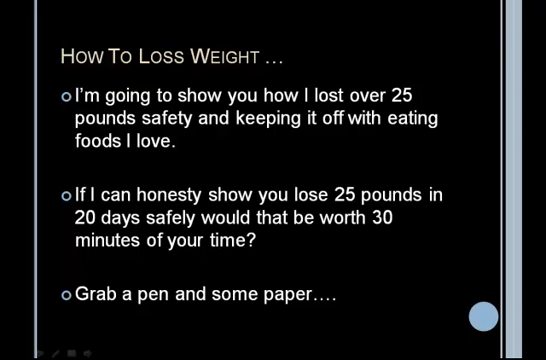 How To Loss Weight ...
I'm going to show you how I lost over 25
pounds safety and keeping it off with eating
foods I love.
If I can honesty show you lose 25 pounds in
20 days safely would that be worth 30
minutes of your time?
Grab a pen and some paper....